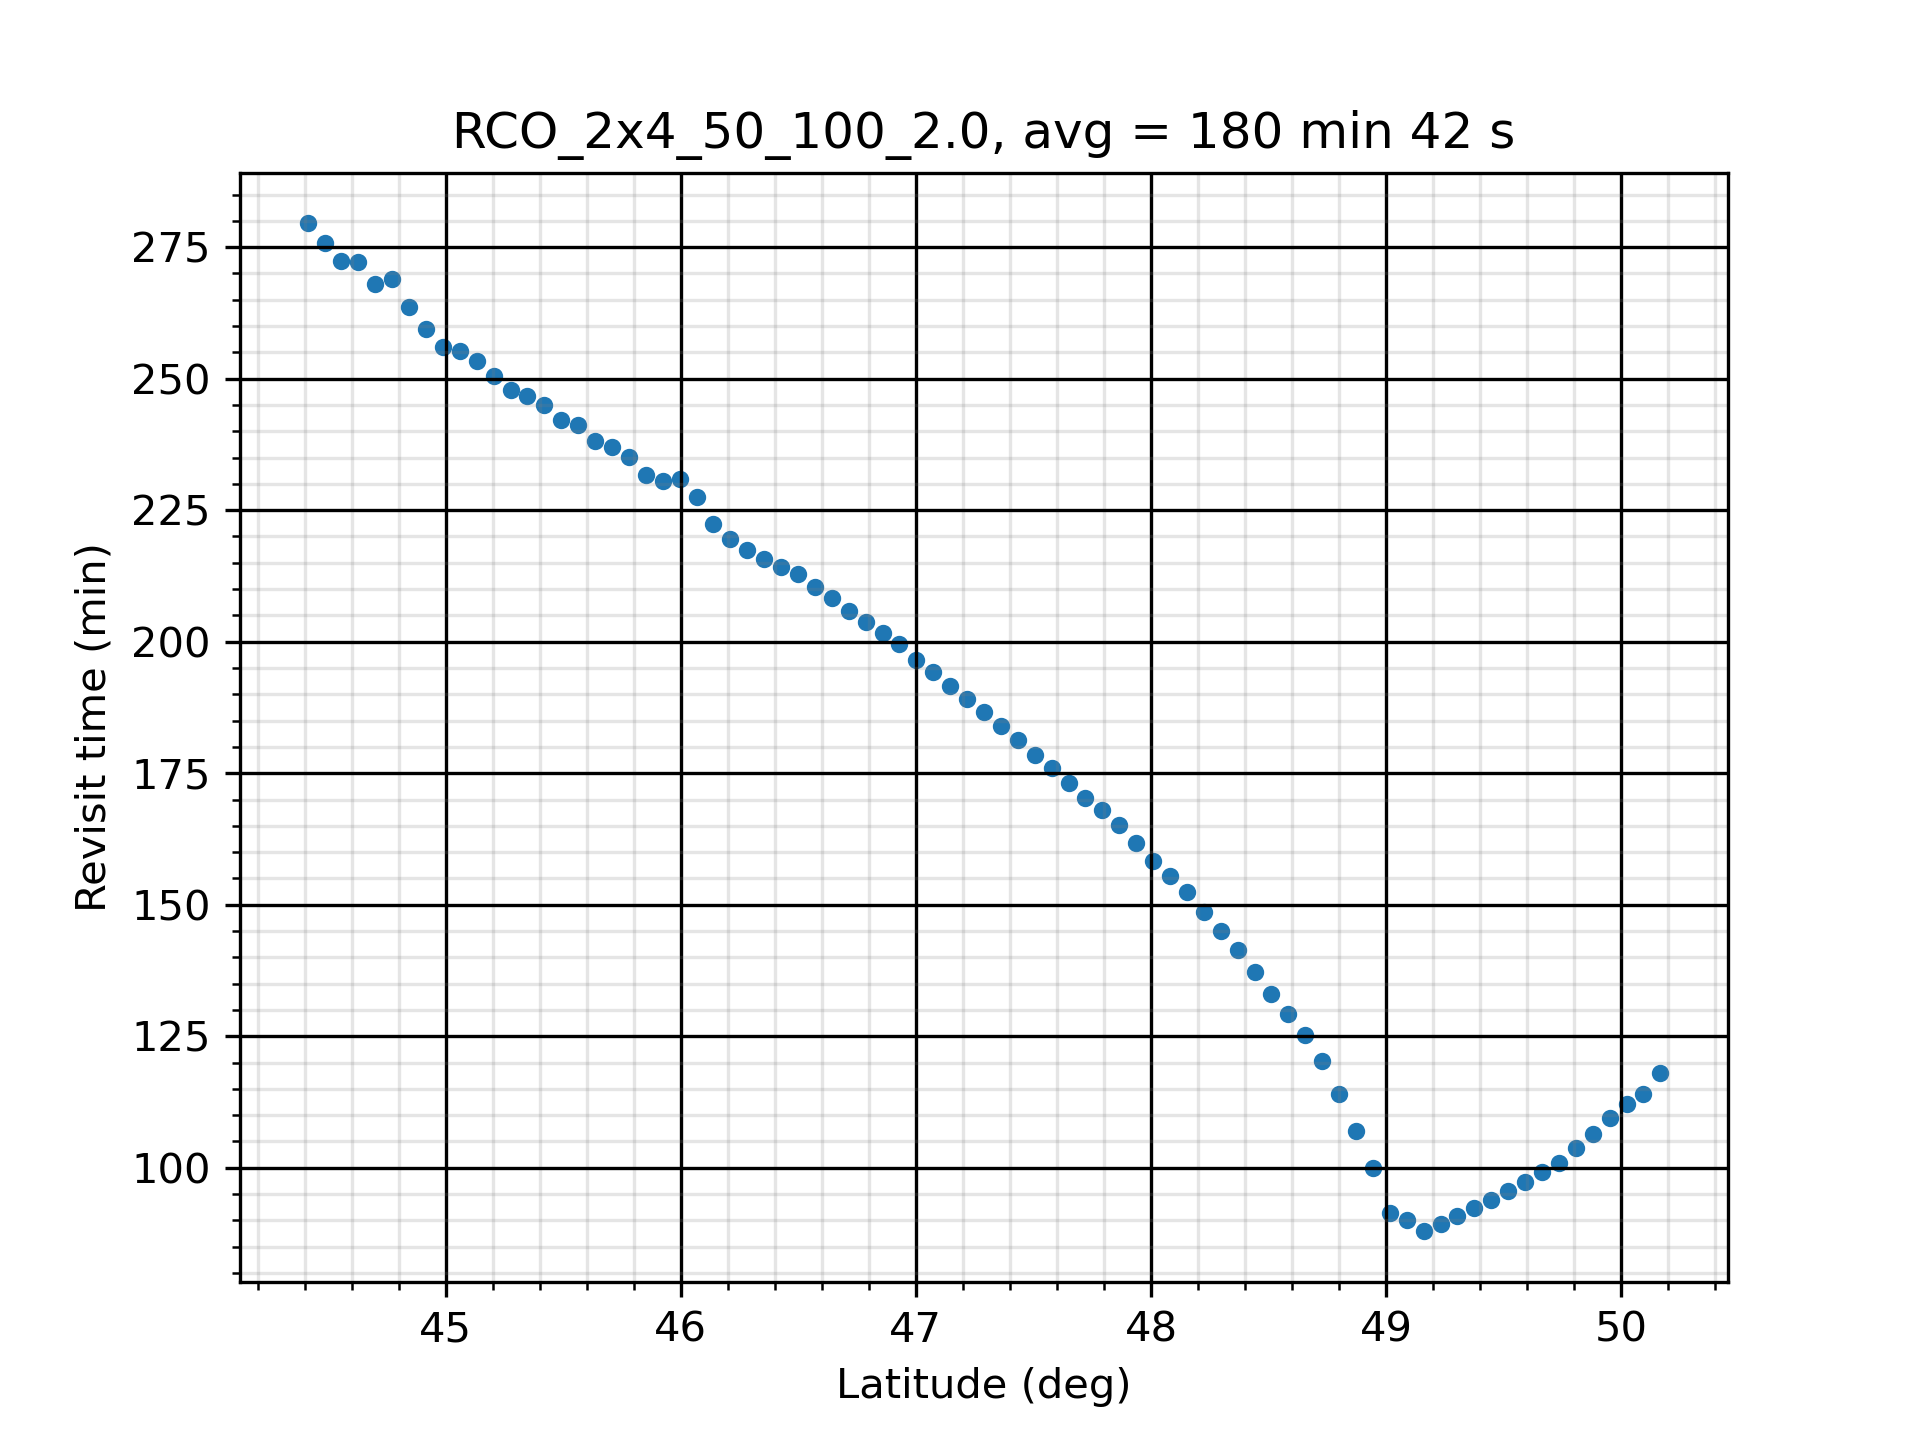 RCO_2x4_50_100_2.0, avg = 180 min 42 s
Revisit time (min)
275
250
225
200
175
150
125
100
45 46 47 48 49 50
Latitude (deg)